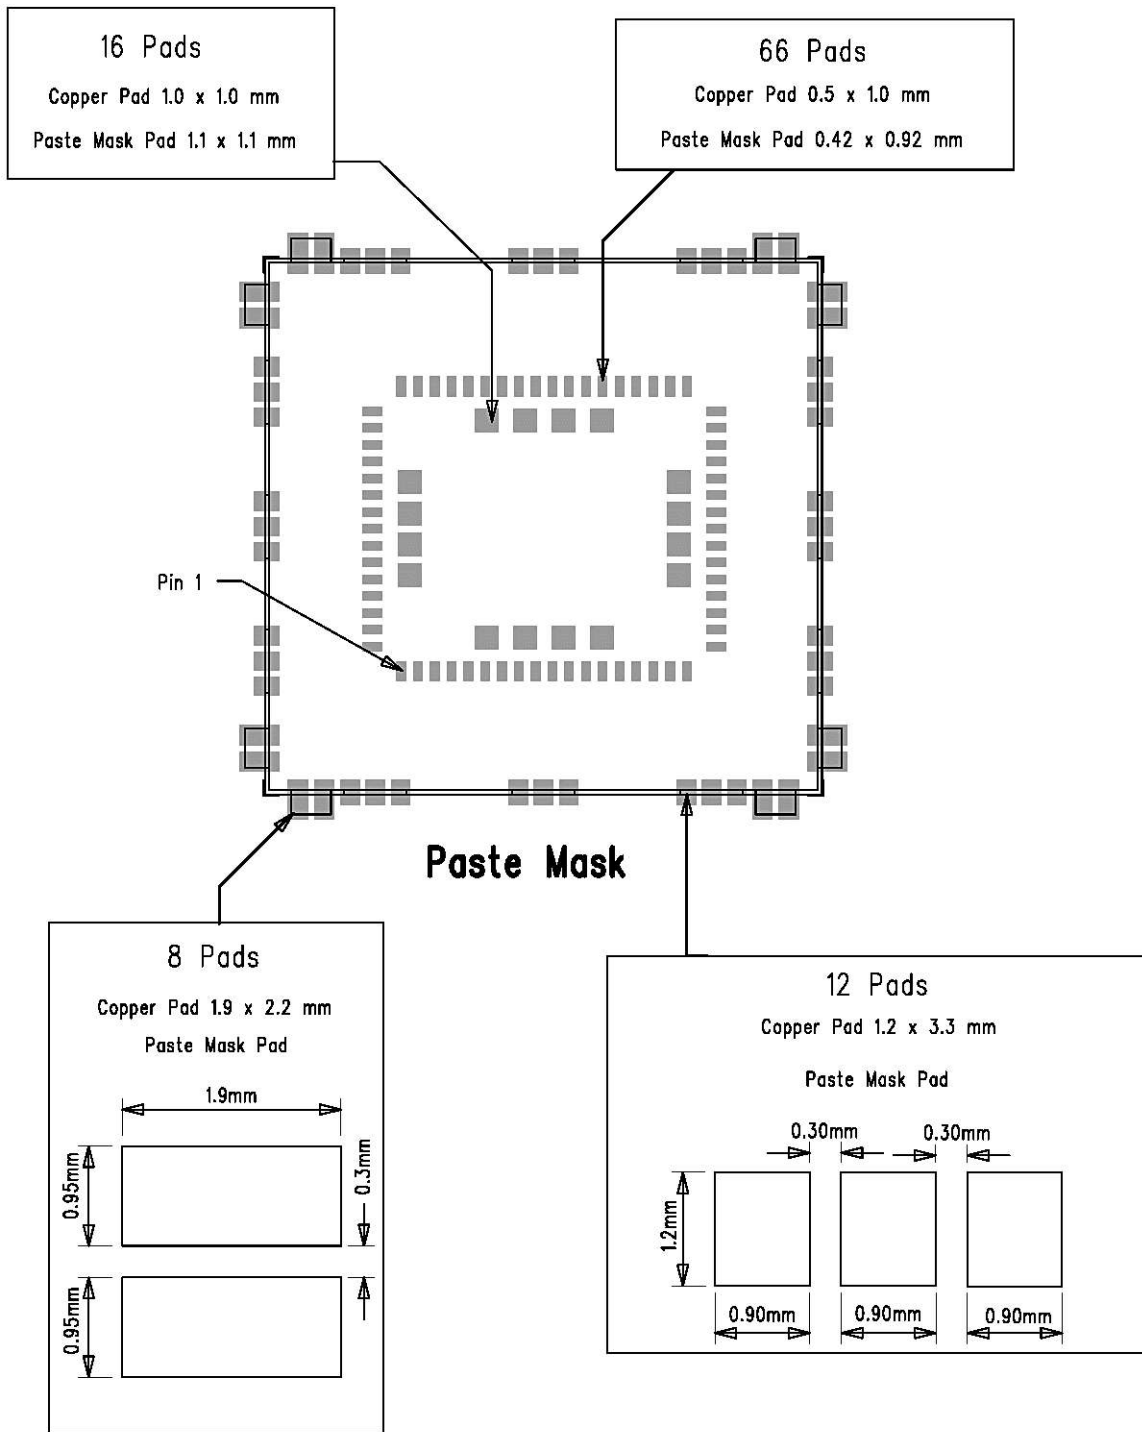 16 Pads
Copper Pad 1.0 x 1.0 mm
Paste Mask Pad 1.1 x 1.1 mm
66 Pads
Copper Pad 0.5 x 1.0 mm
Paste Mask Pad 0.42 x 0.92 mm
Pin 1
Paste Mask
8 Pads
Copper Pad 1.9 x 2.2 mm
Paste Mask Pad
1.9mm
0.95mm
0.3mm
0.95mm
12 Pads
Copper Pad 1.2 x 3.3 mm
Paste Mask Pad
0.30mm
0.30mm
1.2mm
0.90mm
0.90mm
0.90mm